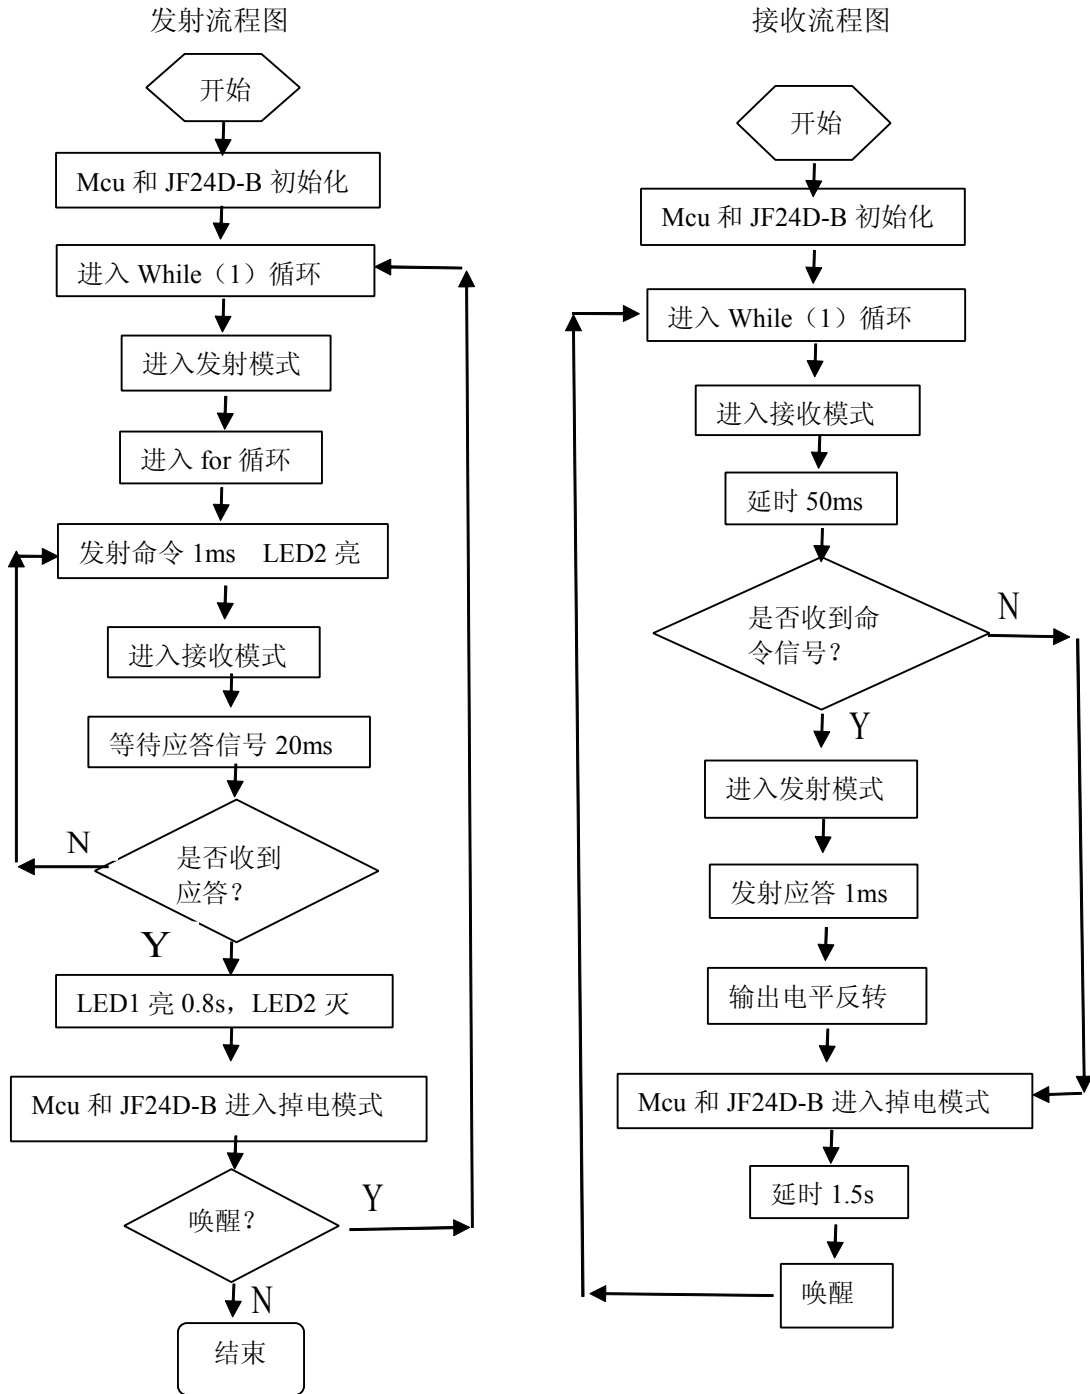 发射流程图
开始
Mcu 和 JF24D-B 初始化
进入 While（1）循环
进入发射模式
进入 for 循环
发射命令 1ms LED2 亮
进入接收模式
等待应答信号 20ms
N
是否收到
应答？
Y
LED1 亮 0.8s，LED2 灭
Mcu 和 JF24D-B 进入掉电模式
唤醒？
Y
N
结束
接收流程图
开始
Mcu 和 JF24D-B 初始化
进入 While（1）循环
进入接收模式
延时 50ms
是否收到命
令信号？
N
Y
进入发射模式
发射应答 1ms
输出电平反转
Mcu 和 JF24D-B 进入掉电模式
延时 1.5s
唤醒